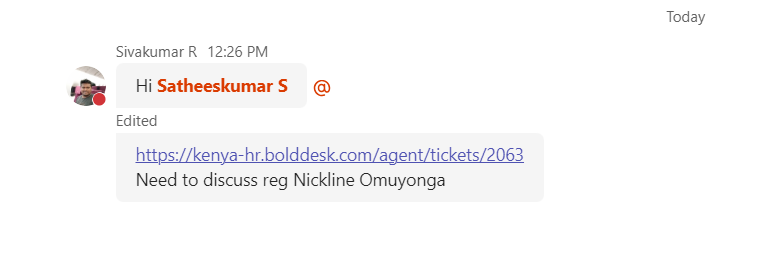 Today
Sivakumar R 12:26 PM
Hi Satheeskumar S @
Edited
https://kenya-hr.bolddesk.com/agent/tickets/2063
Need to discuss reg Nickline Omuyonga